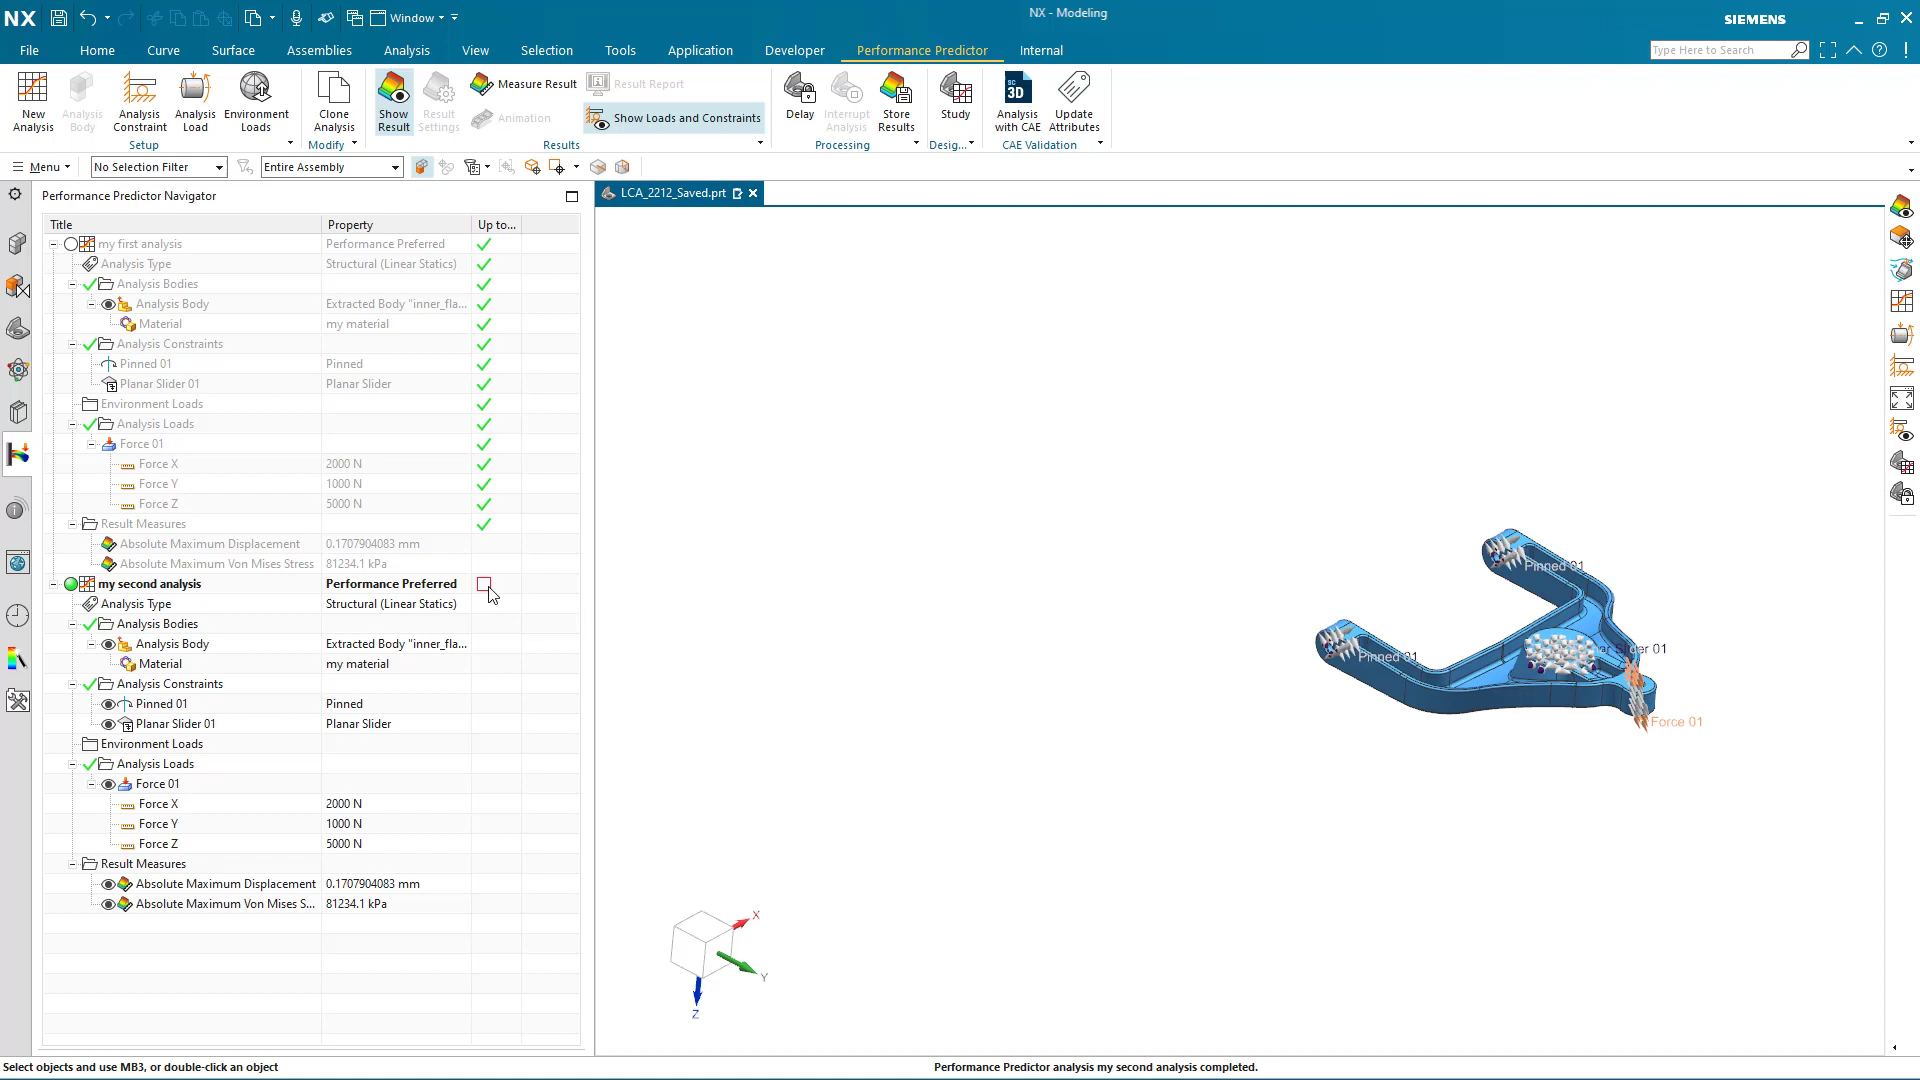 NX
Window
NX - Modeling
SIEMENS
File
Home
Curve
Surface
Assemblies
Analysis
View
Selection
Tools
Application
Developer
Performance Predictor
Internal
Type Here to Search
New Analysis
Analysis Body
Analysis Constraint
Analysis Load
Environment Loads
Setup
Clone Analysis
Modify
Show Result
Result Settings
Measure Result
Animation
Result Report
Show Loads and Constraints
Results
Delay
Interrupt Analysis
Store Results
Processing
Study
Desig...
SC 3D
Analysis with CAE
Update Attributes
CAE Validation
Menu
No Selection Filter
Entire Assembly
Performance Predictor Navigator
LCA_2212_Saved.prt
Title Property Up to...
my first analysis Performance Preferred
Analysis Type Structural (Linear Statics)
Analysis Bodies
Analysis Body Extracted Body "inner_fla...
Material my material
Analysis Constraints
Pinned 01 Pinned
Planar Slider 01 Planar Slider
Environment Loads
Analysis Loads
Force 01
Force X 2000 N
Force Y 1000 N
Force Z 5000 N
Result Measures
Absolute Maximum Displacement 0.1707904083 mm
Absolute Maximum Von Mises Stress 81234.1 kPa
my second analysis Performance Preferred
Analysis Type Structural (Linear Statics)
Analysis Bodies
Analysis Body Extracted Body "inner_fla...
Material my material
Analysis Constraints
Pinned 01 Pinned
Planar Slider 01 Planar Slider
Environment Loads
Analysis Loads
Force 01
Force X 2000 N
Force Y 1000 N
Force Z 5000 N
Result Measures
Absolute Maximum Displacement 0.1707904083 mm
Absolute Maximum Von Mises S... 81234.1 kPa
Pinned 01
Pinned 01
01
Force 01
X
Y
Z
Select objects and use MB3, or double-click an object
Performance Predictor analysis my second analysis completed.